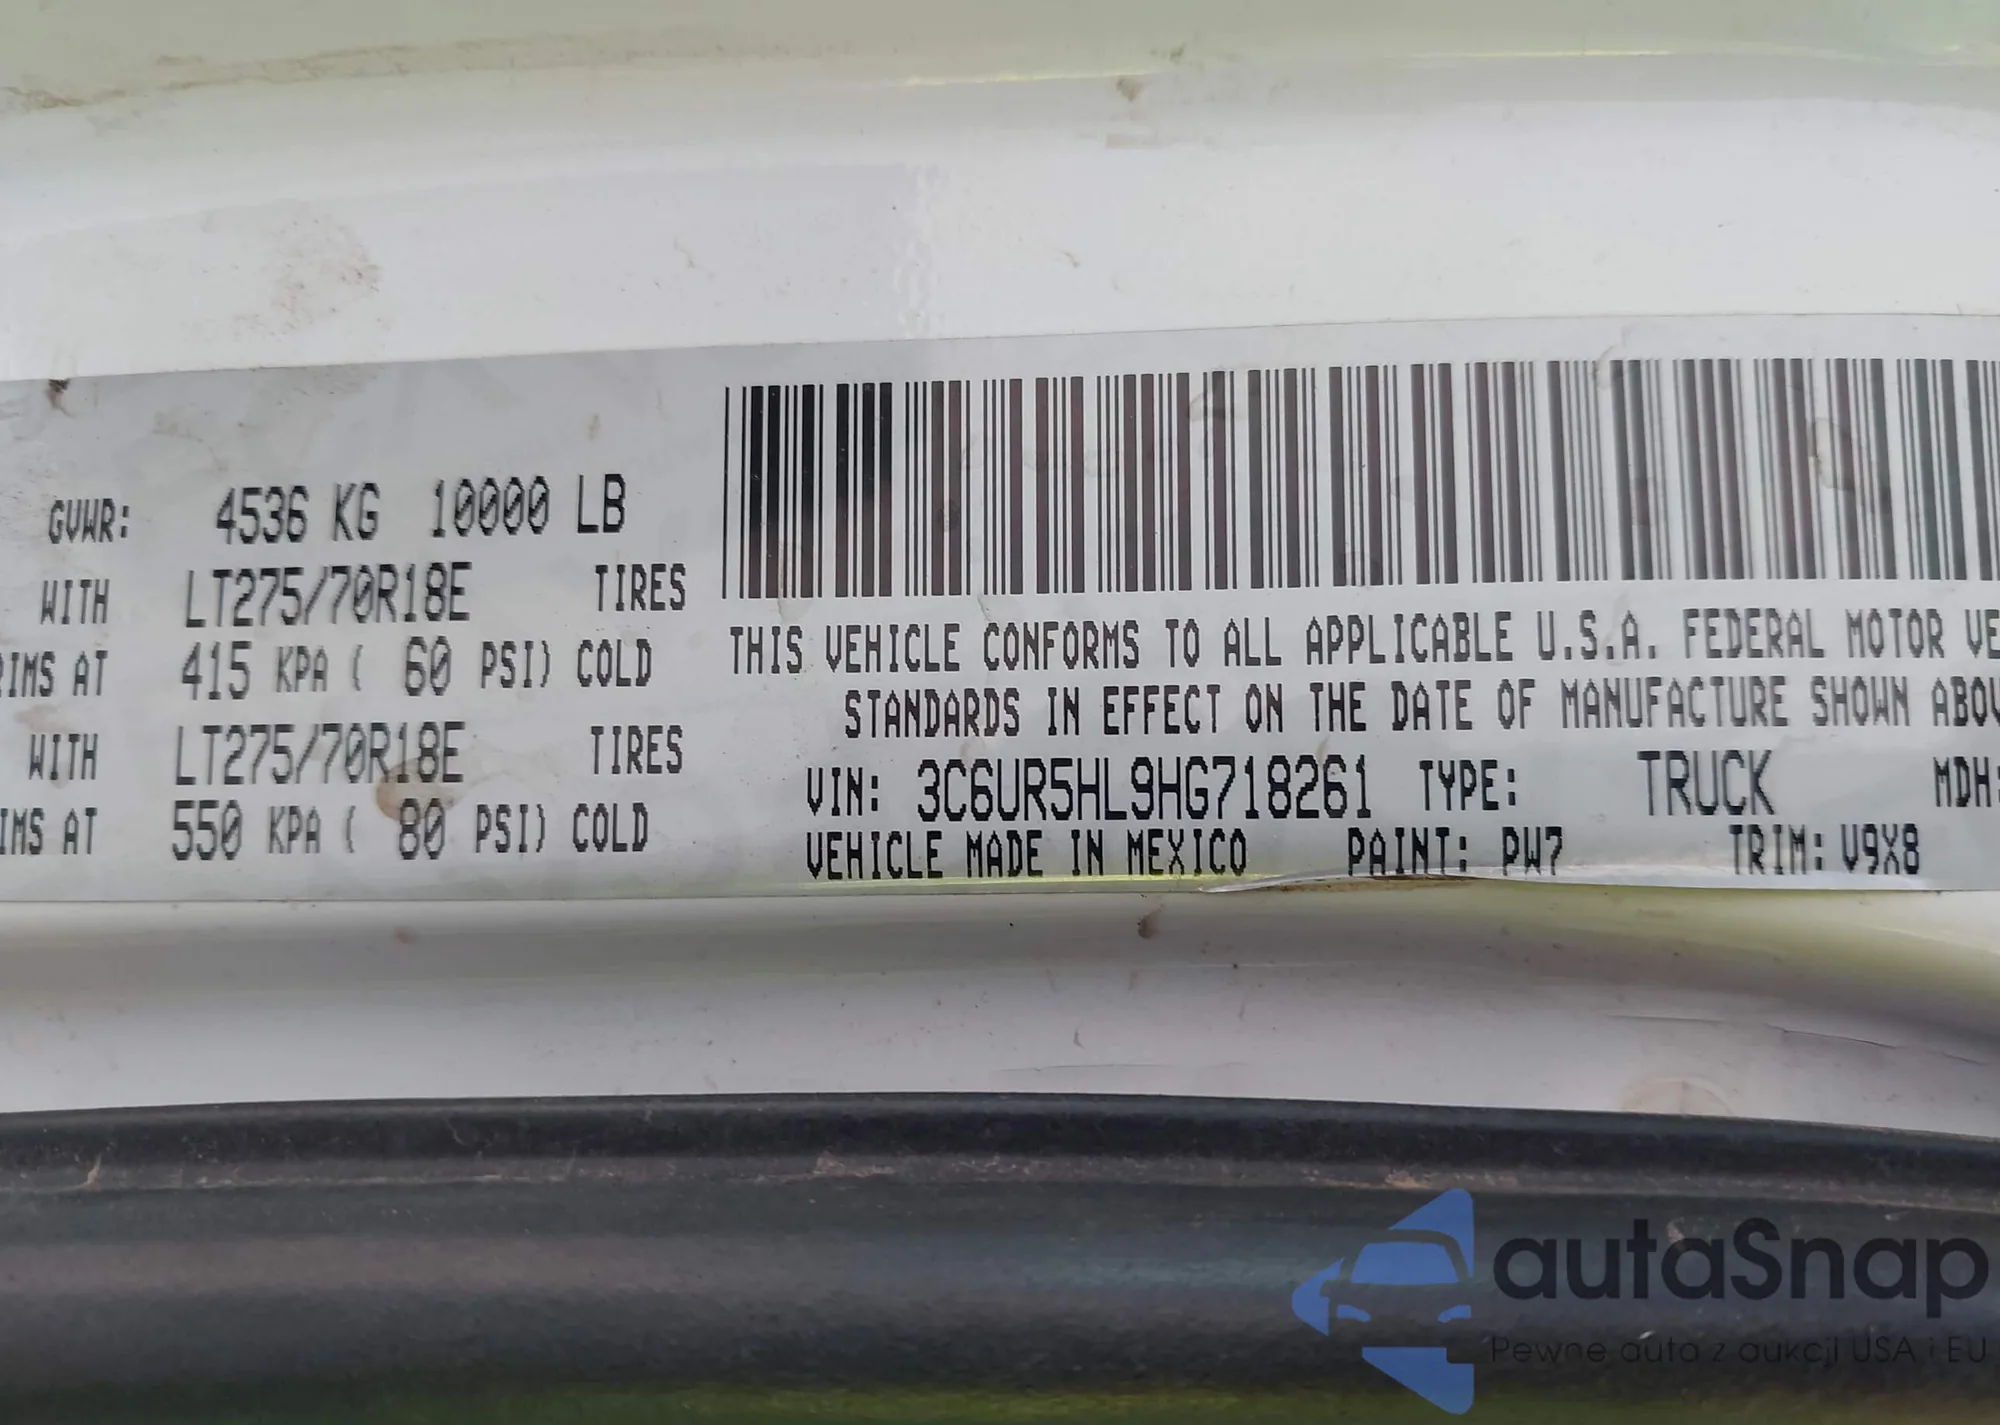 GVWR: 4536 KG 10000 LB
WITH LT275/70R18E TIRES
RIMS AT 415 KPA ( 60 PSI) COLD
WITH LT275/70R18E TIRES
IMS AT 550 KPA ( 80 PSI) COLD
THIS VEHICLE CONFORMS TO ALL APPLICABLE U.S.A. FEDERAL MOTOR VE
STANDARDS IN EFFECT ON THE DATE OF MANUFACTURE SHOWN ABOV
VIN: 3C6UR5HL9HG718261 TYPE: TRUCK MDH:
VEHICLE MADE IN MEXICO PAINT: PW7 TRIM: V9X8
autaSnap
Pewne auta z aukcji USA i EU